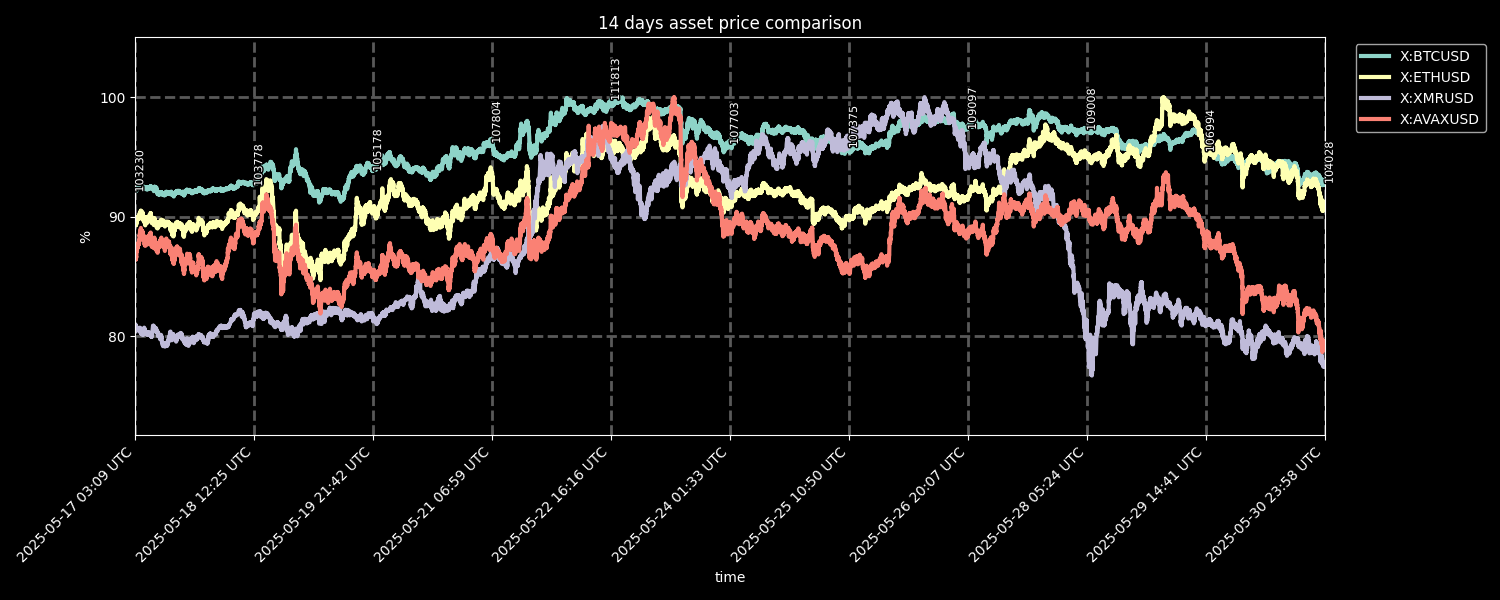 14 days asset price comparison
X:BTCUSD
X:ETHUSD
X:XMRUSD
X:AVAXUSD
100
90
80
%
103230
103778
105178
107804
111813
107703
107375
109097
109008
106994
104028
2025-05-17 03:09 UTC
2025-05-18 12:25 UTC
2025-05-19 21:42 UTC
2025-05-21 06:59 UTC
2025-05-22 16:16 UTC
2025-05-24 01:33 UTC
2025-05-25 10:50 UTC
2025-05-26 20:07 UTC
2025-05-28 05:24 UTC
2025-05-29 14:41 UTC
2025-05-30 23:58 UTC
time